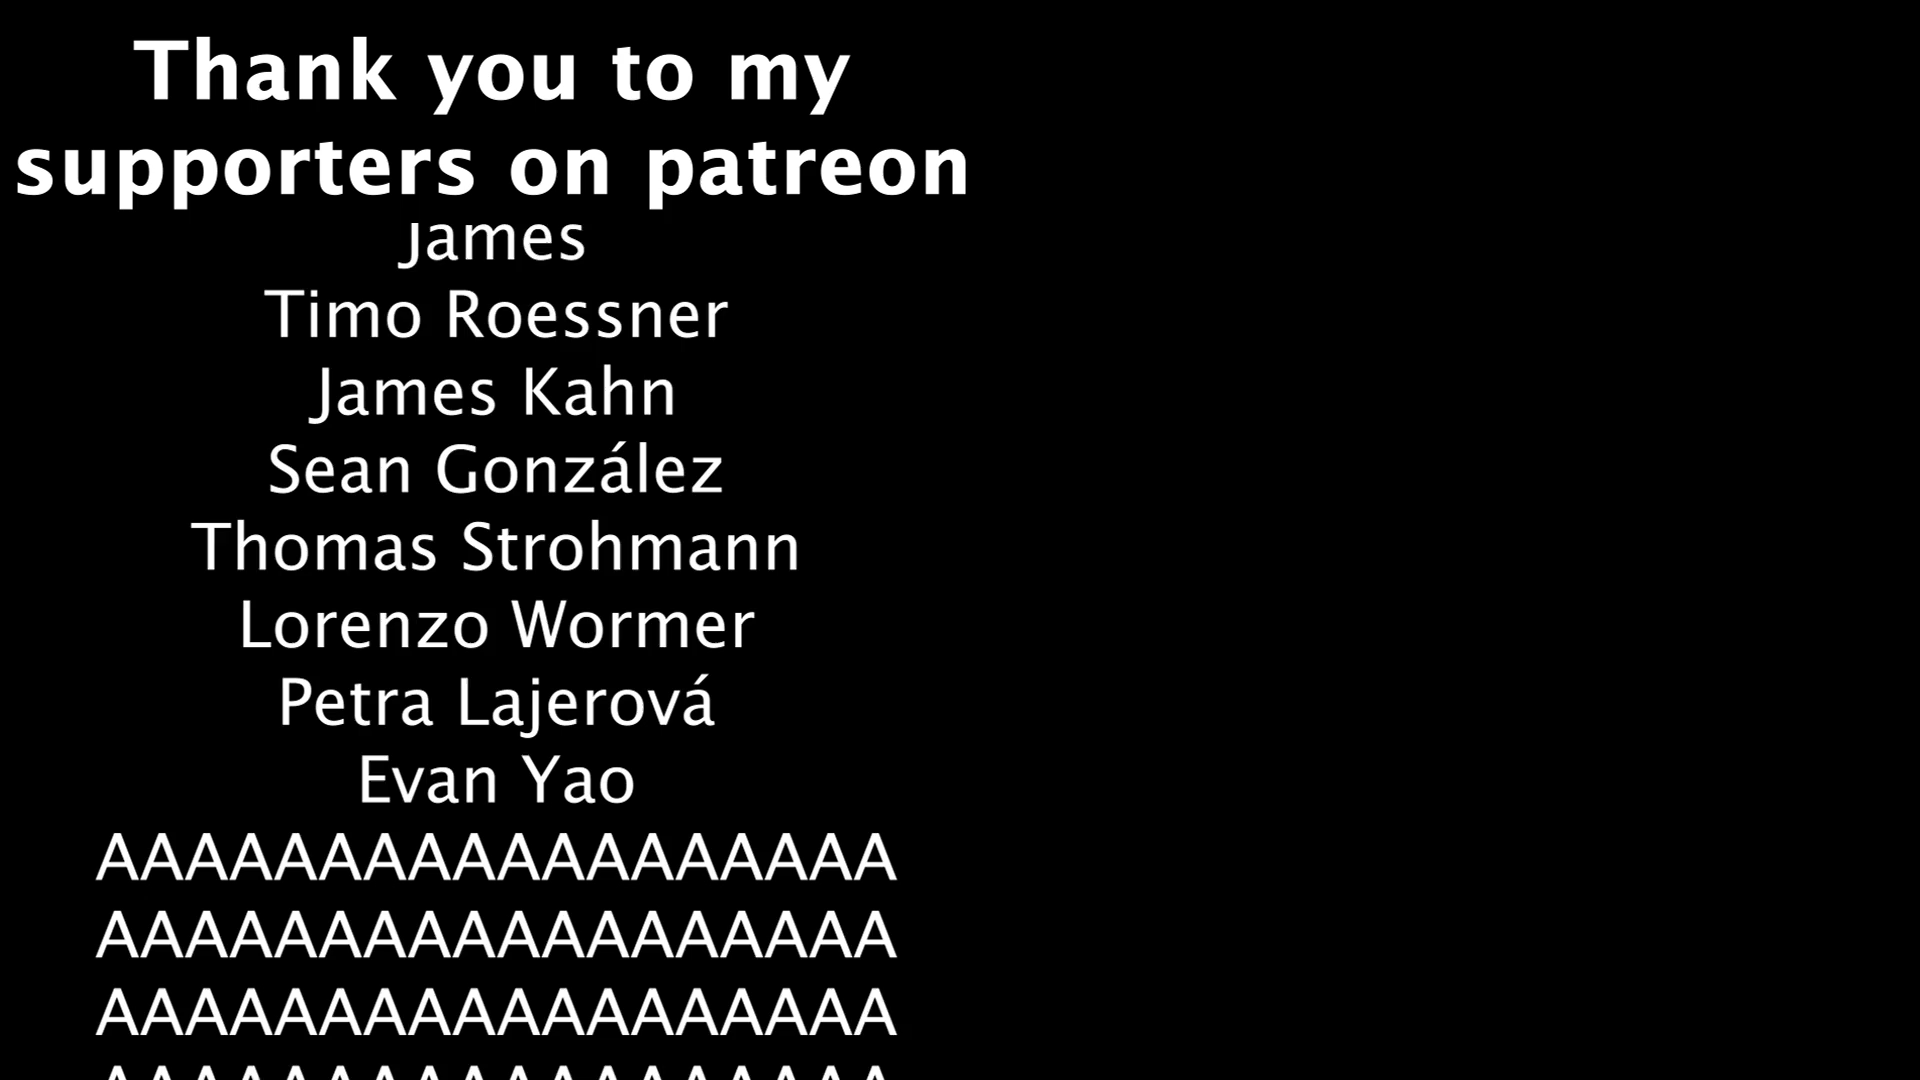 Thank you to my
supporters on patreon
James
Timo Roessner
James Kahn
Sean González
Thomas Strohmann
Lorenzo Wormer
Petra Lajerová
Evan Yao
AAAAAAAAAAAAAAAAAA
AAAAAAAAAAAAAAAAAA
AAAAAAAAAAAAAAAAAA
AAAAAAAAAAAAAAAAAA